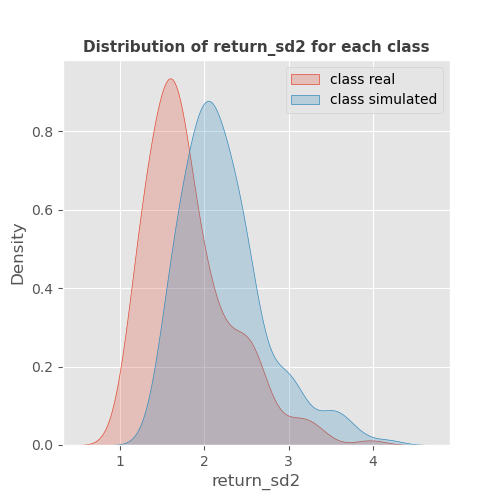 Distribution of return_sd2 for each class
class real
class simulated
Density
0.8
0.6
0.4
0.2
0.0
1 2 3 4
return_sd2